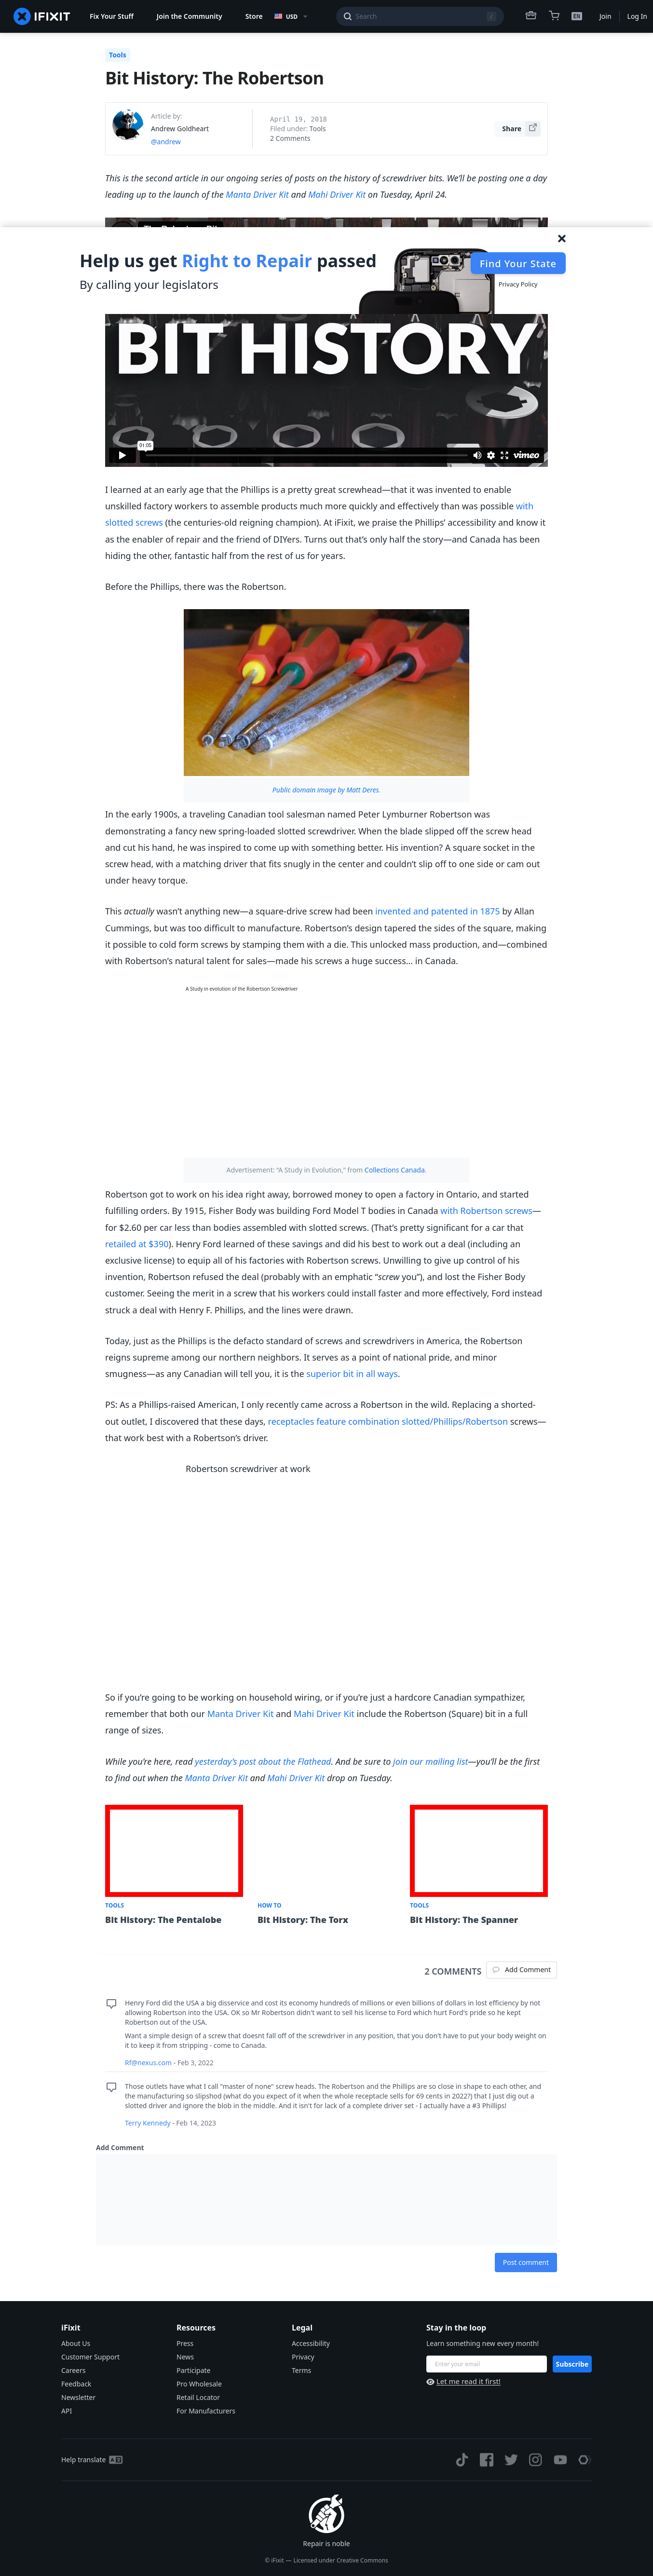 IFIXIT Fix Your Stuff Join the Community Store USD Search / EN Join Log In
Tools
Bit History: The Robertson
Article by:
Andrew Goldheart
@andrew
April 19, 2018
Filed under: Tools
2 Comments
Share
This is the second article in our ongoing series of posts on the history of screwdriver bits. We'll be posting one a day
leading up to the launch of the Manta Driver Kit and Mahi Driver Kit on Tuesday, April 24.
Help us get Right to Repair passed
By calling your legislators
Find Your State
Privacy Policy
BIT HISTORY
01:05
vimeo
I learned at an early age that the Phillips is a pretty great screwhead—that it was invented to enable
unskilled factory workers to assemble products much more quickly and effectively than was possible with
slotted screws (the centuries-old reigning champion). At iFixit, we praise the Phillips' accessibility and know it
as the enabler of repair and the friend of DIYers. Turns out that's only half the story—and Canada has been
hiding the other, fantastic half from the rest of us for years.
Before the Phillips, there was the Robertson.
Public domain image by Matt Deres.
In the early 1900s, a traveling Canadian tool salesman named Peter Lymburner Robertson was
demonstrating a fancy new spring-loaded slotted screwdriver. When the blade slipped off the screw head
and cut his hand, he was inspired to come up with something better. His invention? A square socket in the
screw head, with a matching driver that fits snugly in the center and couldn't slip off to one side or cam out
under heavy torque.
This actually wasn't anything new—a square-drive screw had been invented and patented in 1875 by Allan
Cummings, but was too difficult to manufacture. Robertson's design tapered the sides of the square, making
it possible to cold form screws by stamping them with a die. This unlocked mass production, and—combined
with Robertson's natural talent for sales—made his screws a huge success… in Canada.
A Study in evolution of the Robertson Screwdriver
Advertisement: "A Study in Evolution," from Collections Canada.
Robertson got to work on his idea right away, borrowed money to open a factory in Ontario, and started
fulfilling orders. By 1915, Fisher Body was building Ford Model T bodies in Canada with Robertson screws—
for $2.60 per car less than bodies assembled with slotted screws. (That's pretty significant for a car that
retailed at $390). Henry Ford learned of these savings and did his best to work out a deal (including an
exclusive license) to equip all of his factories with Robertson screws. Unwilling to give up control of his
invention, Robertson refused the deal (probably with an emphatic "screw you"), and lost the Fisher Body
customer. Seeing the merit in a screw that his workers could install faster and more effectively, Ford instead
struck a deal with Henry F. Phillips, and the lines were drawn.
Today, just as the Phillips is the defacto standard of screws and screwdrivers in America, the Robertson
reigns supreme among our northern neighbors. It serves as a point of national pride, and minor
smugness—as any Canadian will tell you, it is the superior bit in all ways.
PS: As a Phillips-raised American, I only recently came across a Robertson in the wild. Replacing a shorted-
out outlet, I discovered that these days, receptacles feature combination slotted/Phillips/Robertson screws—
that work best with a Robertson's driver.
Robertson screwdriver at work
So if you're going to be working on household wiring, or if you're just a hardcore Canadian sympathizer,
remember that both our Manta Driver Kit and Mahi Driver Kit include the Robertson (Square) bit in a full
range of sizes.
While you're here, read yesterday's post about the Flathead. And be sure to join our mailing list—you'll be the first
to find out when the Manta Driver Kit and Mahi Driver Kit drop on Tuesday.
TOOLS
Bit History: The Pentalobe
HOW TO
Bit History: The Torx
TOOLS
Bit History: The Spanner
2 COMMENTS Add Comment
Henry Ford did the USA a big disservice and cost its economy hundreds of millions or even billions of dollars in lost efficiency by not
allowing Robertson into the USA. OK so Mr Robertson didn't want to sell his license to Ford which hurt Ford's pride so he kept
Robertson out of the USA.
Want a simple design of a screw that doesnt fall off of the screwdriver in any position, that you don't have to put your body weight on
it to keep it from stripping - come to Canada.
Rf@nexus.com - Feb 3, 2022
Those outlets have what I call "master of none" screw heads. The Robertson and the Phillips are so close in shape to each other, and
the manufacturing so slipshod (what do you expect of it when the whole receptacle sells for 69 cents in 2022?) that I just dig out a
slotted driver and ignore the blob in the middle. And it isn't for lack of a complete driver set - I actually have a #3 Phillips!
Terry Kennedy - Feb 14, 2023
Add Comment
Post comment
iFixit
About Us
Customer Support
Careers
Feedback
Newsletter
API
Resources
Press
News
Participate
Pro Wholesale
Retail Locator
For Manufacturers
Legal
Accessibility
Privacy
Terms
Stay in the loop
Learn something new every month!
Enter your email Subscribe
Let me read it first!
Help translate
Repair is noble
© iFixit — Licensed under Creative Commons